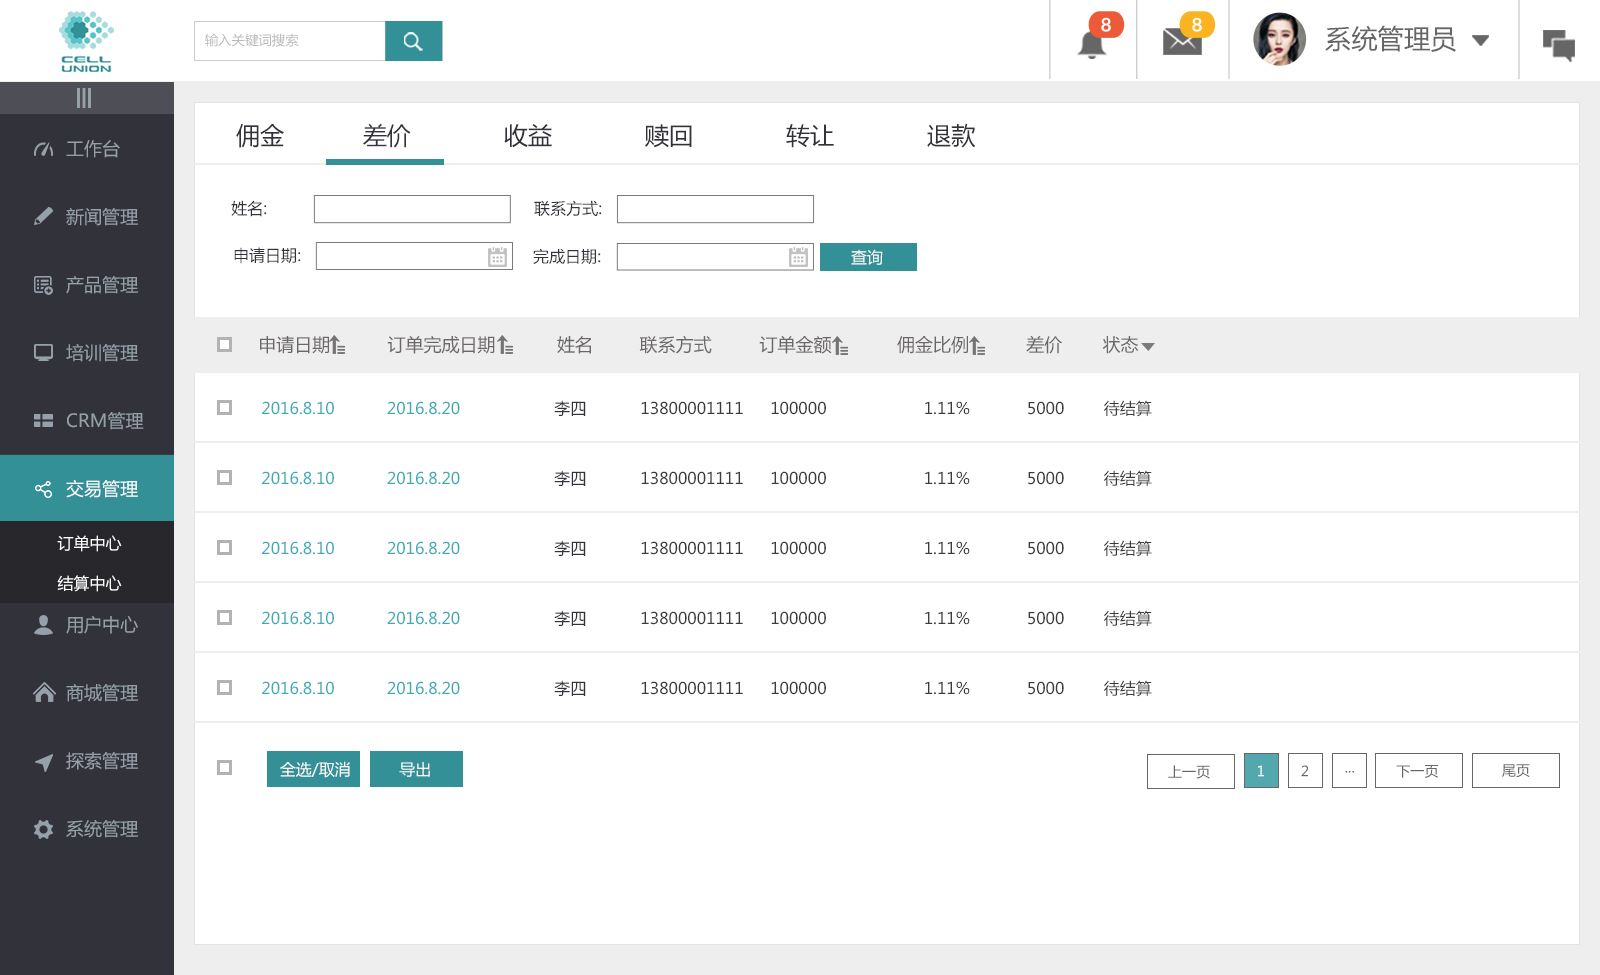 CELL
UNION
输入关键词搜索
8
8
系统管理员
工作台
新闻管理
产品管理
培训管理
CRM管理
交易管理
订单中心
结算中心
用户中心
商城管理
探索管理
系统管理
佣金 差价 收益 赎回 转让 退款
姓名: 联系方式:
申请日期: 完成日期: 查询
申请日期 订单完成日期 姓名 联系方式 订单金额 佣金比例 差价 状态
2016.8.10 2016.8.20 李四 13800001111 100000 1.11% 5000 待结算
2016.8.10 2016.8.20 李四 13800001111 100000 1.11% 5000 待结算
2016.8.10 2016.8.20 李四 13800001111 100000 1.11% 5000 待结算
2016.8.10 2016.8.20 李四 13800001111 100000 1.11% 5000 待结算
2016.8.10 2016.8.20 李四 13800001111 100000 1.11% 5000 待结算
全选/取消 导出 上一页 1 2 ... 下一页 尾页